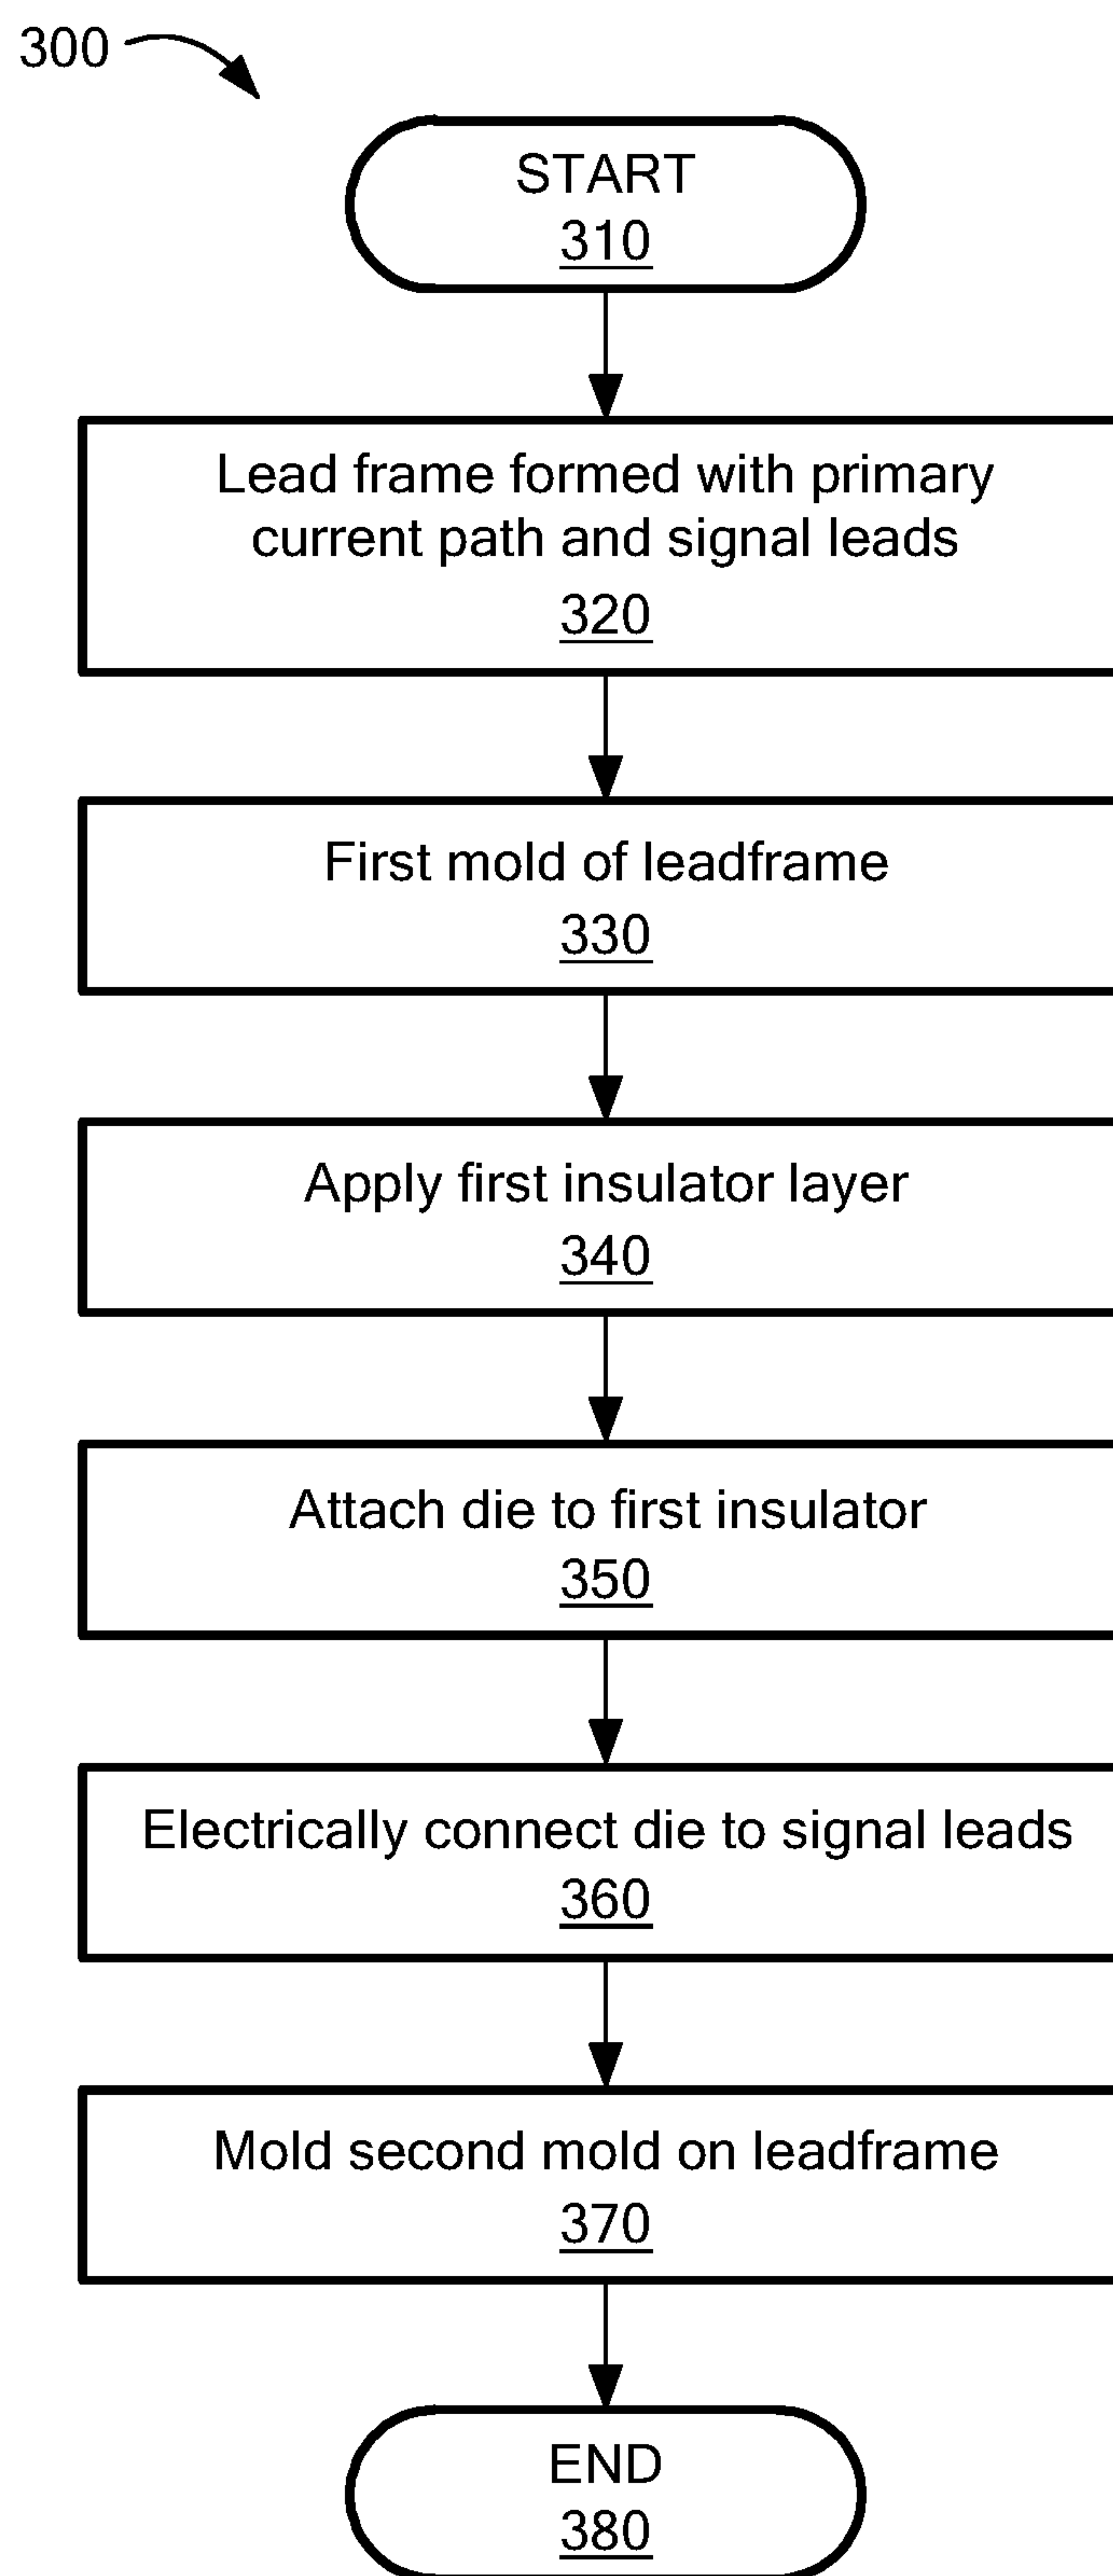 300
START
310
Lead frame formed with primary
current path and signal leads
320
First mold of leadframe
330
Apply first insulator layer
340
Attach die to first insulator
350
Electrically connect die to signal leads
360
Mold second mold on leadframe
370
END
380